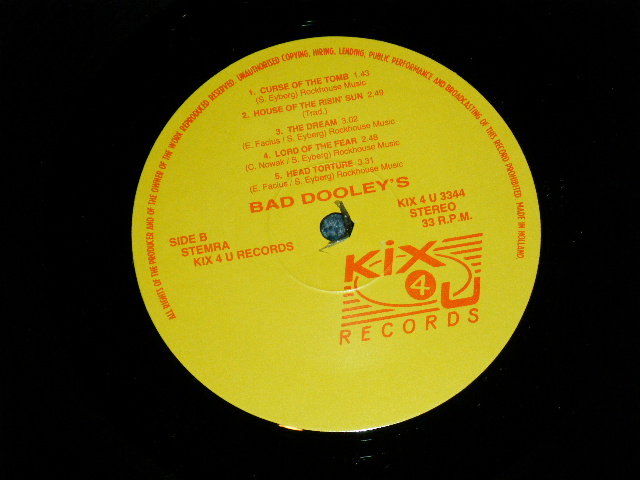 ALL RIGHTS OF THE PRODUCER AND OF THE OWNER OF THE WORK REPRODUCED RESERVED. UNAUTHORISED COPYING, HIRING, LENDING, PUBLIC PERFORMANCE AND BROADCASTING OF THIS RECORD PROHIBITED. MADE IN HOLLAND
1. CURSE OF THE TOMB 1.43
(S. Eyberg) Rockhouse Music
2. HOUSE OF THE RISIN' SUN 2.49
(Trad.)
3. THE DREAM 3.02
(E. Facius / S. Eyberg) Rockhouse Music
4. LORD OF THE FEAR 2.48
(C. Nowak / S. Eyberg) Rockhouse Music
5. HEAD TORTURE 3.31
(E. Facius / S. Eyberg) Rockhouse Music
BAD DOOLEY'S
SIDE B
STEMRA
KIX 4 U RECORDS
KIX 4 U 3344
STEREO
33 R.P.M.
KiX
4 U
RECORDS